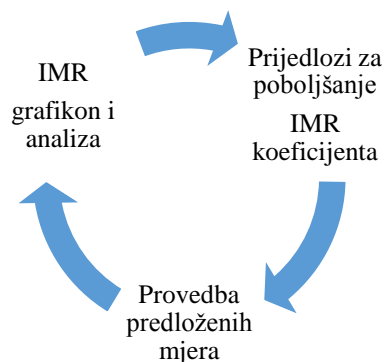 IMR
grafikon i
analiza
Prijedlozi za
poboljšanje
IMR
koeficijenta
Provedba
predloženih
mjera